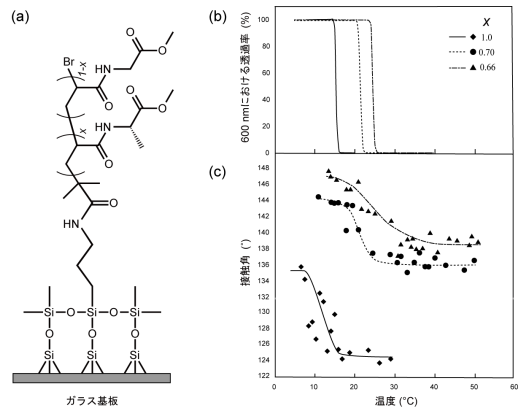 (a)
Br
1-x
HN
O
O
O
x
HN
O
O
O
HN
O
Si O Si O Si
O O O
Si Si Si
ガラス基板
(b)
600 nmにおける透過率 (%)
100
80
60
40
20
0
x
1.0
0.70
0.66
(c)
接触角 (°)
148
146
144
142
140
138
136
134
132
130
128
126
124
122
0 10 20 30 40 50 60
温度 (°C)